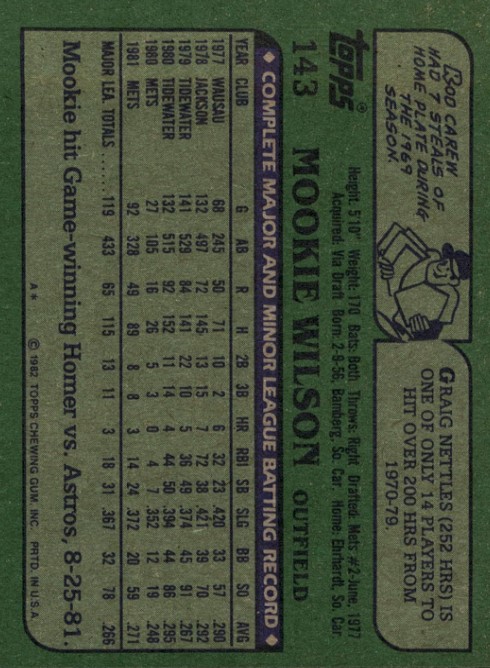 ROD CAREW
HAD 7 STEALS OF
HOME PLATE DURING
THE 1969
SEASON.
GRAIG NETTLES (252 HRS) IS
ONE OF ONLY 14 PLAYERS TO
HIT OVER 200 HRS FROM
1970-79.
topps®
143 MOOKIE WILSON OUTFIELD
Height: 5'10" Weight: 170 Bats: Both Throws: Right Drafted: Mets #2-June, 1977
Acquired: Via Draft Born: 2-9-56, Bamberg, So. Car. Home: Ehrhardt, So. Car.
◆ COMPLETE MAJOR AND MINOR LEAGUE BATTING RECORD ◆
YEAR CLUB G AB R H 2B 3B HR RBI SB SLG BB SO AVG
1977 WAUSAU 68 245 50 71 10 2 6 32 23 .420 33 57 .290
1978 JACKSON 132 497 72 145 13 15 7 72 38 .421 39 70 .292
1979 TIDEWATER 141 529 84 141 22 10 5 36 49 .374 45 91 .267
1980 TIDEWATER 132 515 92 152 11 14 4 44 50 .394 44 86 .295
1980 METS 27 105 16 26 5 3 0 4 7 .352 12 19 .248
1981 METS 92 328 49 89 8 8 3 14 24 .372 20 59 .271
MAJOR LEA. TOTALS ........ 119 433 65 115 13 11 3 18 31 .367 32 78 .266
Mookie hit Game-winning Homer vs. Astros, 8-25-81.
A* © 1982 TOPPS CHEWING GUM, INC. PRTD. IN U.S.A.